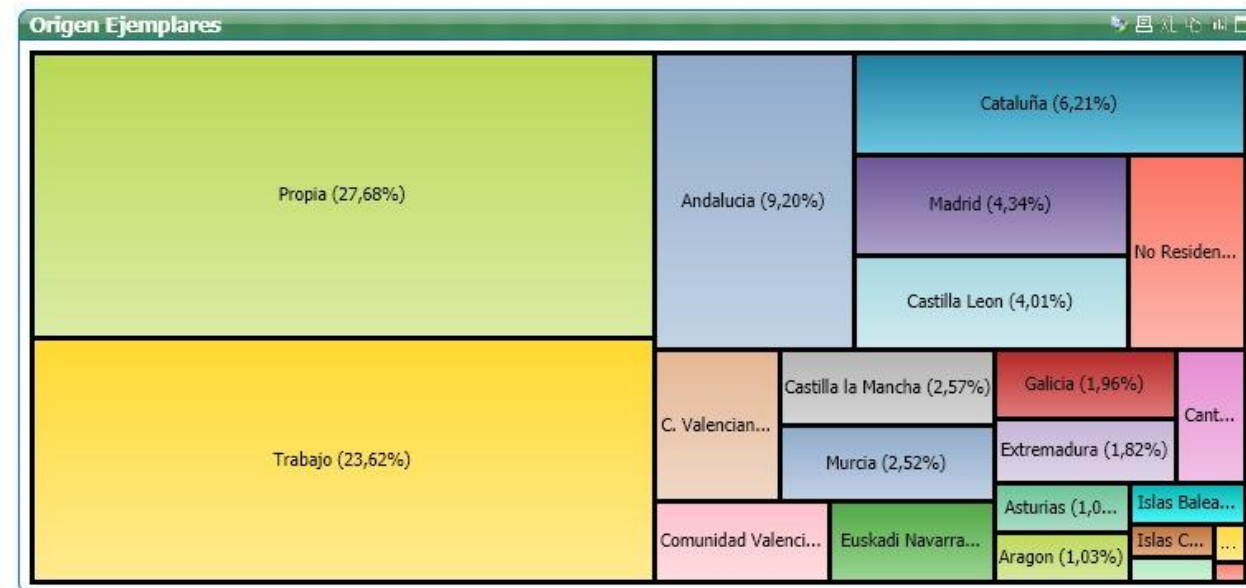 Origen Ejemplares
Propia (27,68%)
Trabajo (23,62%)
Andalucia (9,20%)
Cataluña (6,21%)
Madrid (4,34%)
Castilla Leon (4,01%)
No Residen...
C. Valencian...
Castilla la Mancha (2,57%)
Murcia (2,52%)
Galicia (1,96%)
Extremadura (1,82%)
Cant...
Comunidad Valenci...
Euskadi Navarra...
Asturias (1,0...
Aragon (1,03%)
Islas Balea...
Islas C...
...